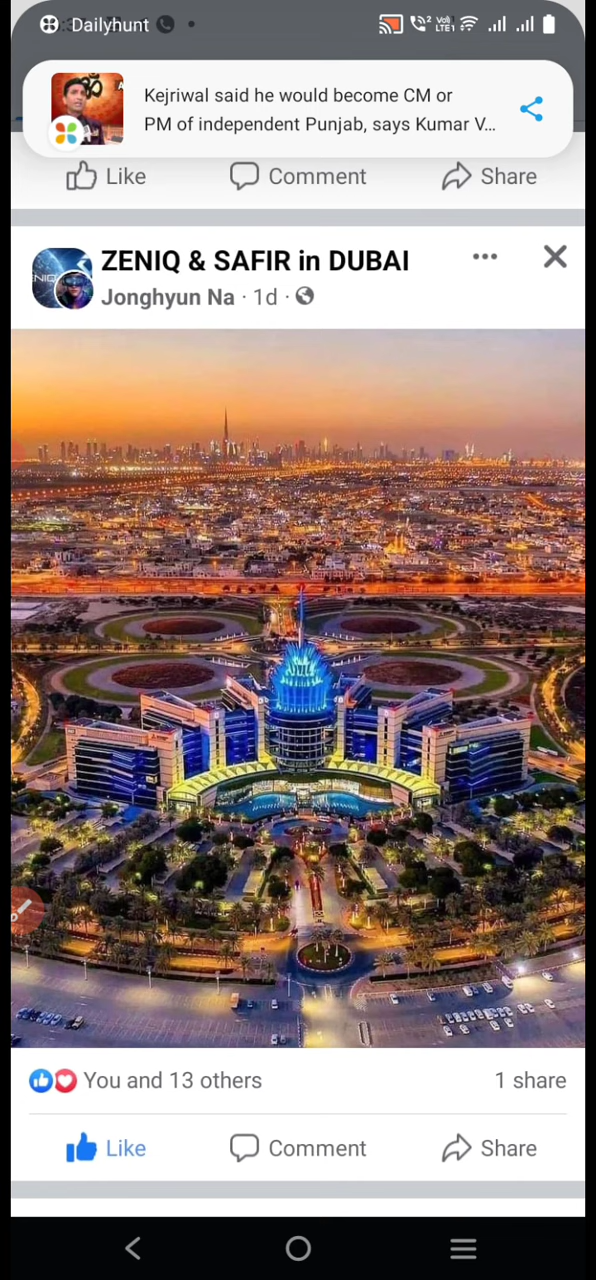 Dailyhunt
Kejriwal said he would become CM or
PM of independent Punjab, says Kumar V...
Like
Comment
Share
ZENIQ & SAFIR in DUBAI
Jonghyun Na · 1d ·
You and 13 others
1 share
Like
Comment
Share